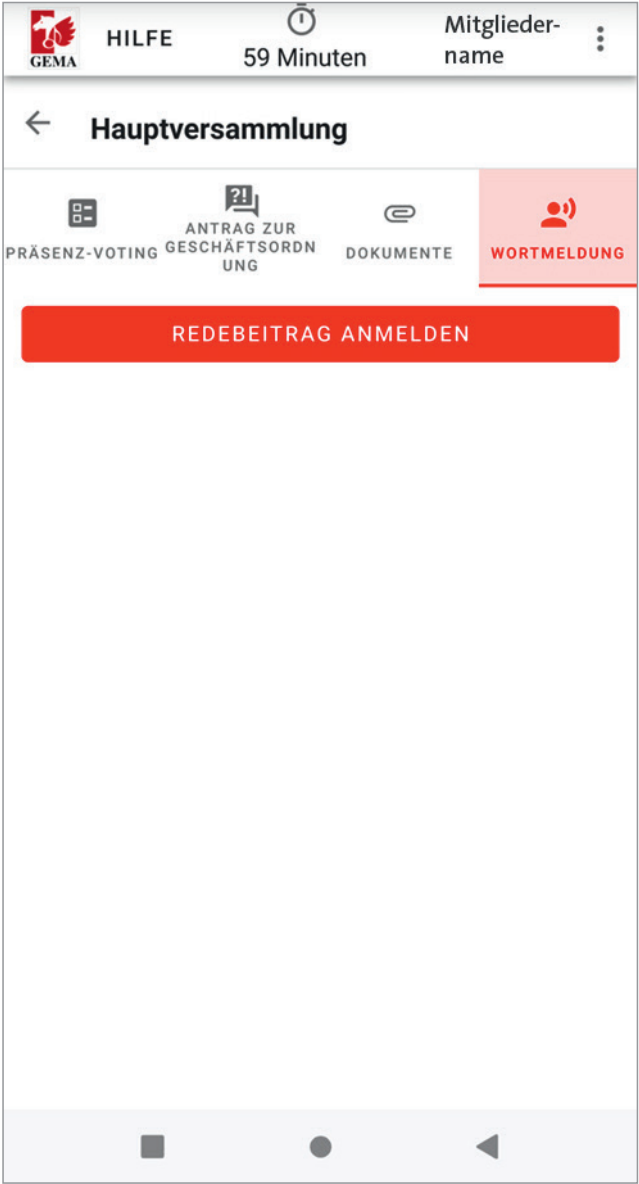 GEMA
HILFE
59 Minuten
Mitglieder-
name
Hauptversammlung
PRÄSENZ-VOTING
?!
ANTRAG ZUR
GESCHÄFTSORDN
UNG
DOKUMENTE
WORTMELDUNG
REDEBEITRAG ANMELDEN